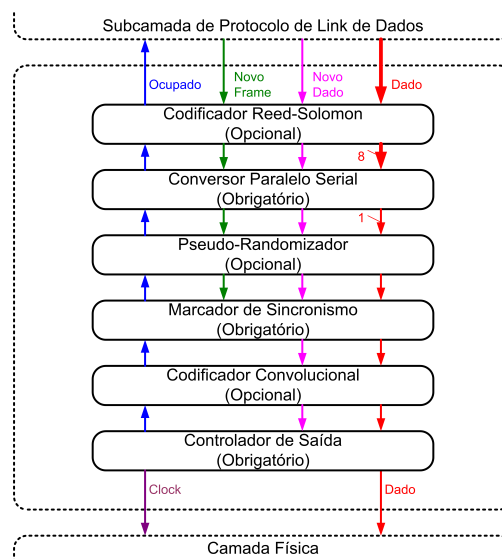 Subcamada de Protocolo de Link de Dados
Ocupado
Novo
Frame
Novo
Dado
Dado
Codificador Reed-Solomon
(Opcional)
8
Conversor Paralelo Serial
(Obrigatório)
1
Pseudo-Randomizador
(Opcional)
Marcador de Sincronismo
(Obrigatório)
Codificador Convolucional
(Opcional)
Controlador de Saída
(Obrigatório)
Clock
Dado
Camada Física